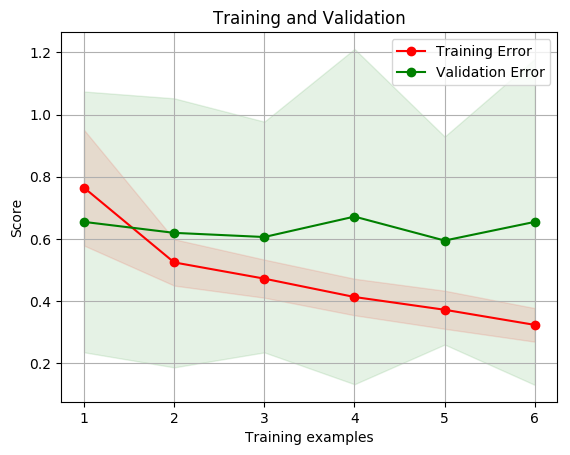 Training and Validation
Training Error
Validation Error
1.2
1.0
0.8
0.6
0.4
0.2
Score
1 2 3 4 5 6
Training examples